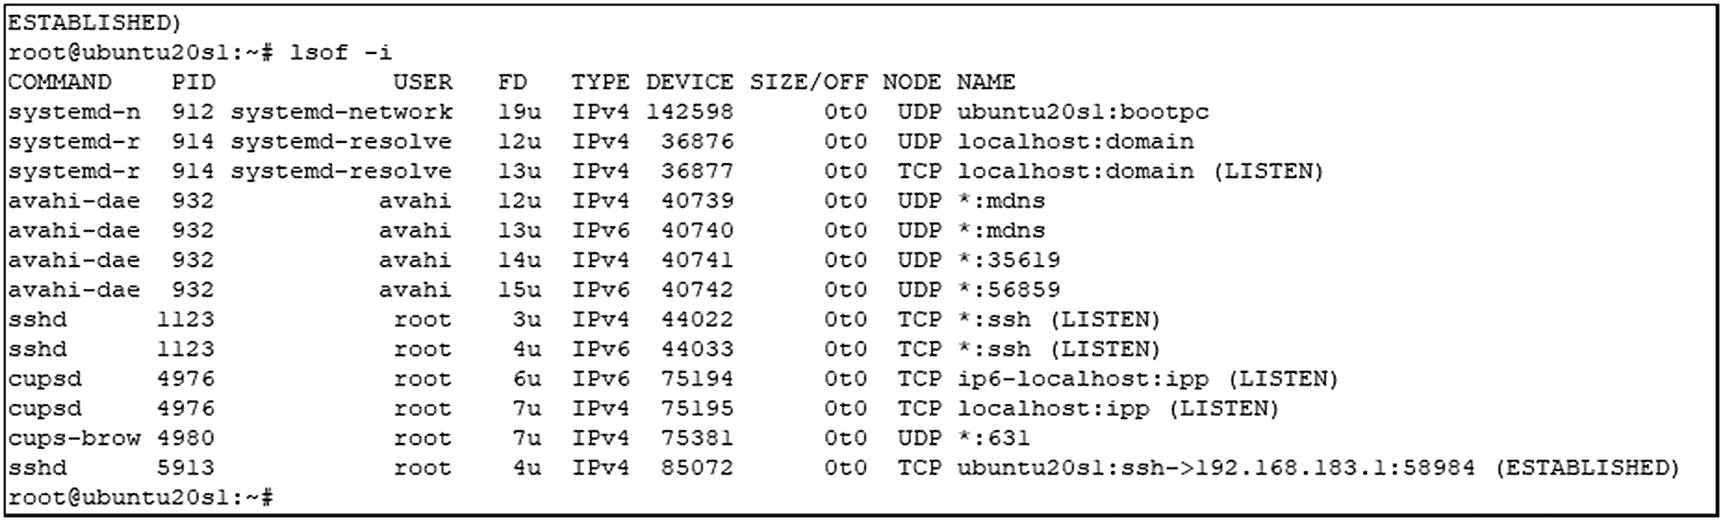 ESTABLISHED)
root@ubuntu20sl:~# lsof -i
COMMAND    PID            USER   FD   TYPE DEVICE SIZE/OFF NODE NAME
systemd-n  912 systemd-network   19u  IPv4 142598      0t0  UDP ubuntu20sl:bootpc
systemd-r  914 systemd-resolve   12u  IPv4  36876      0t0  UDP localhost:domain
systemd-r  914 systemd-resolve   13u  IPv4  36877      0t0  TCP localhost:domain (LISTEN)
avahi-dae  932           avahi   12u  IPv4  40739      0t0  UDP *:mdns
avahi-dae  932           avahi   13u  IPv6  40740      0t0  UDP *:mdns
avahi-dae  932           avahi   14u  IPv4  40741      0t0  UDP *:35619
avahi-dae  932           avahi   15u  IPv6  40742      0t0  UDP *:56859
sshd      1123            root    3u  IPv4  44022      0t0  TCP *:ssh (LISTEN)
sshd      1123            root    4u  IPv6  44033      0t0  TCP *:ssh (LISTEN)
cupsd     4976            root    6u  IPv6  75194      0t0  TCP ip6-localhost:ipp (LISTEN)
cupsd     4976            root    7u  IPv4  75195      0t0  TCP localhost:ipp (LISTEN)
cups-brow 4980            root    7u  IPv4  75381      0t0  UDP *:631
sshd      5913            root    4u  IPv4  85072      0t0  TCP ubuntu20sl:ssh->192.168.183.1:58984 (ESTABLISHED)
root@ubuntu20sl:~#